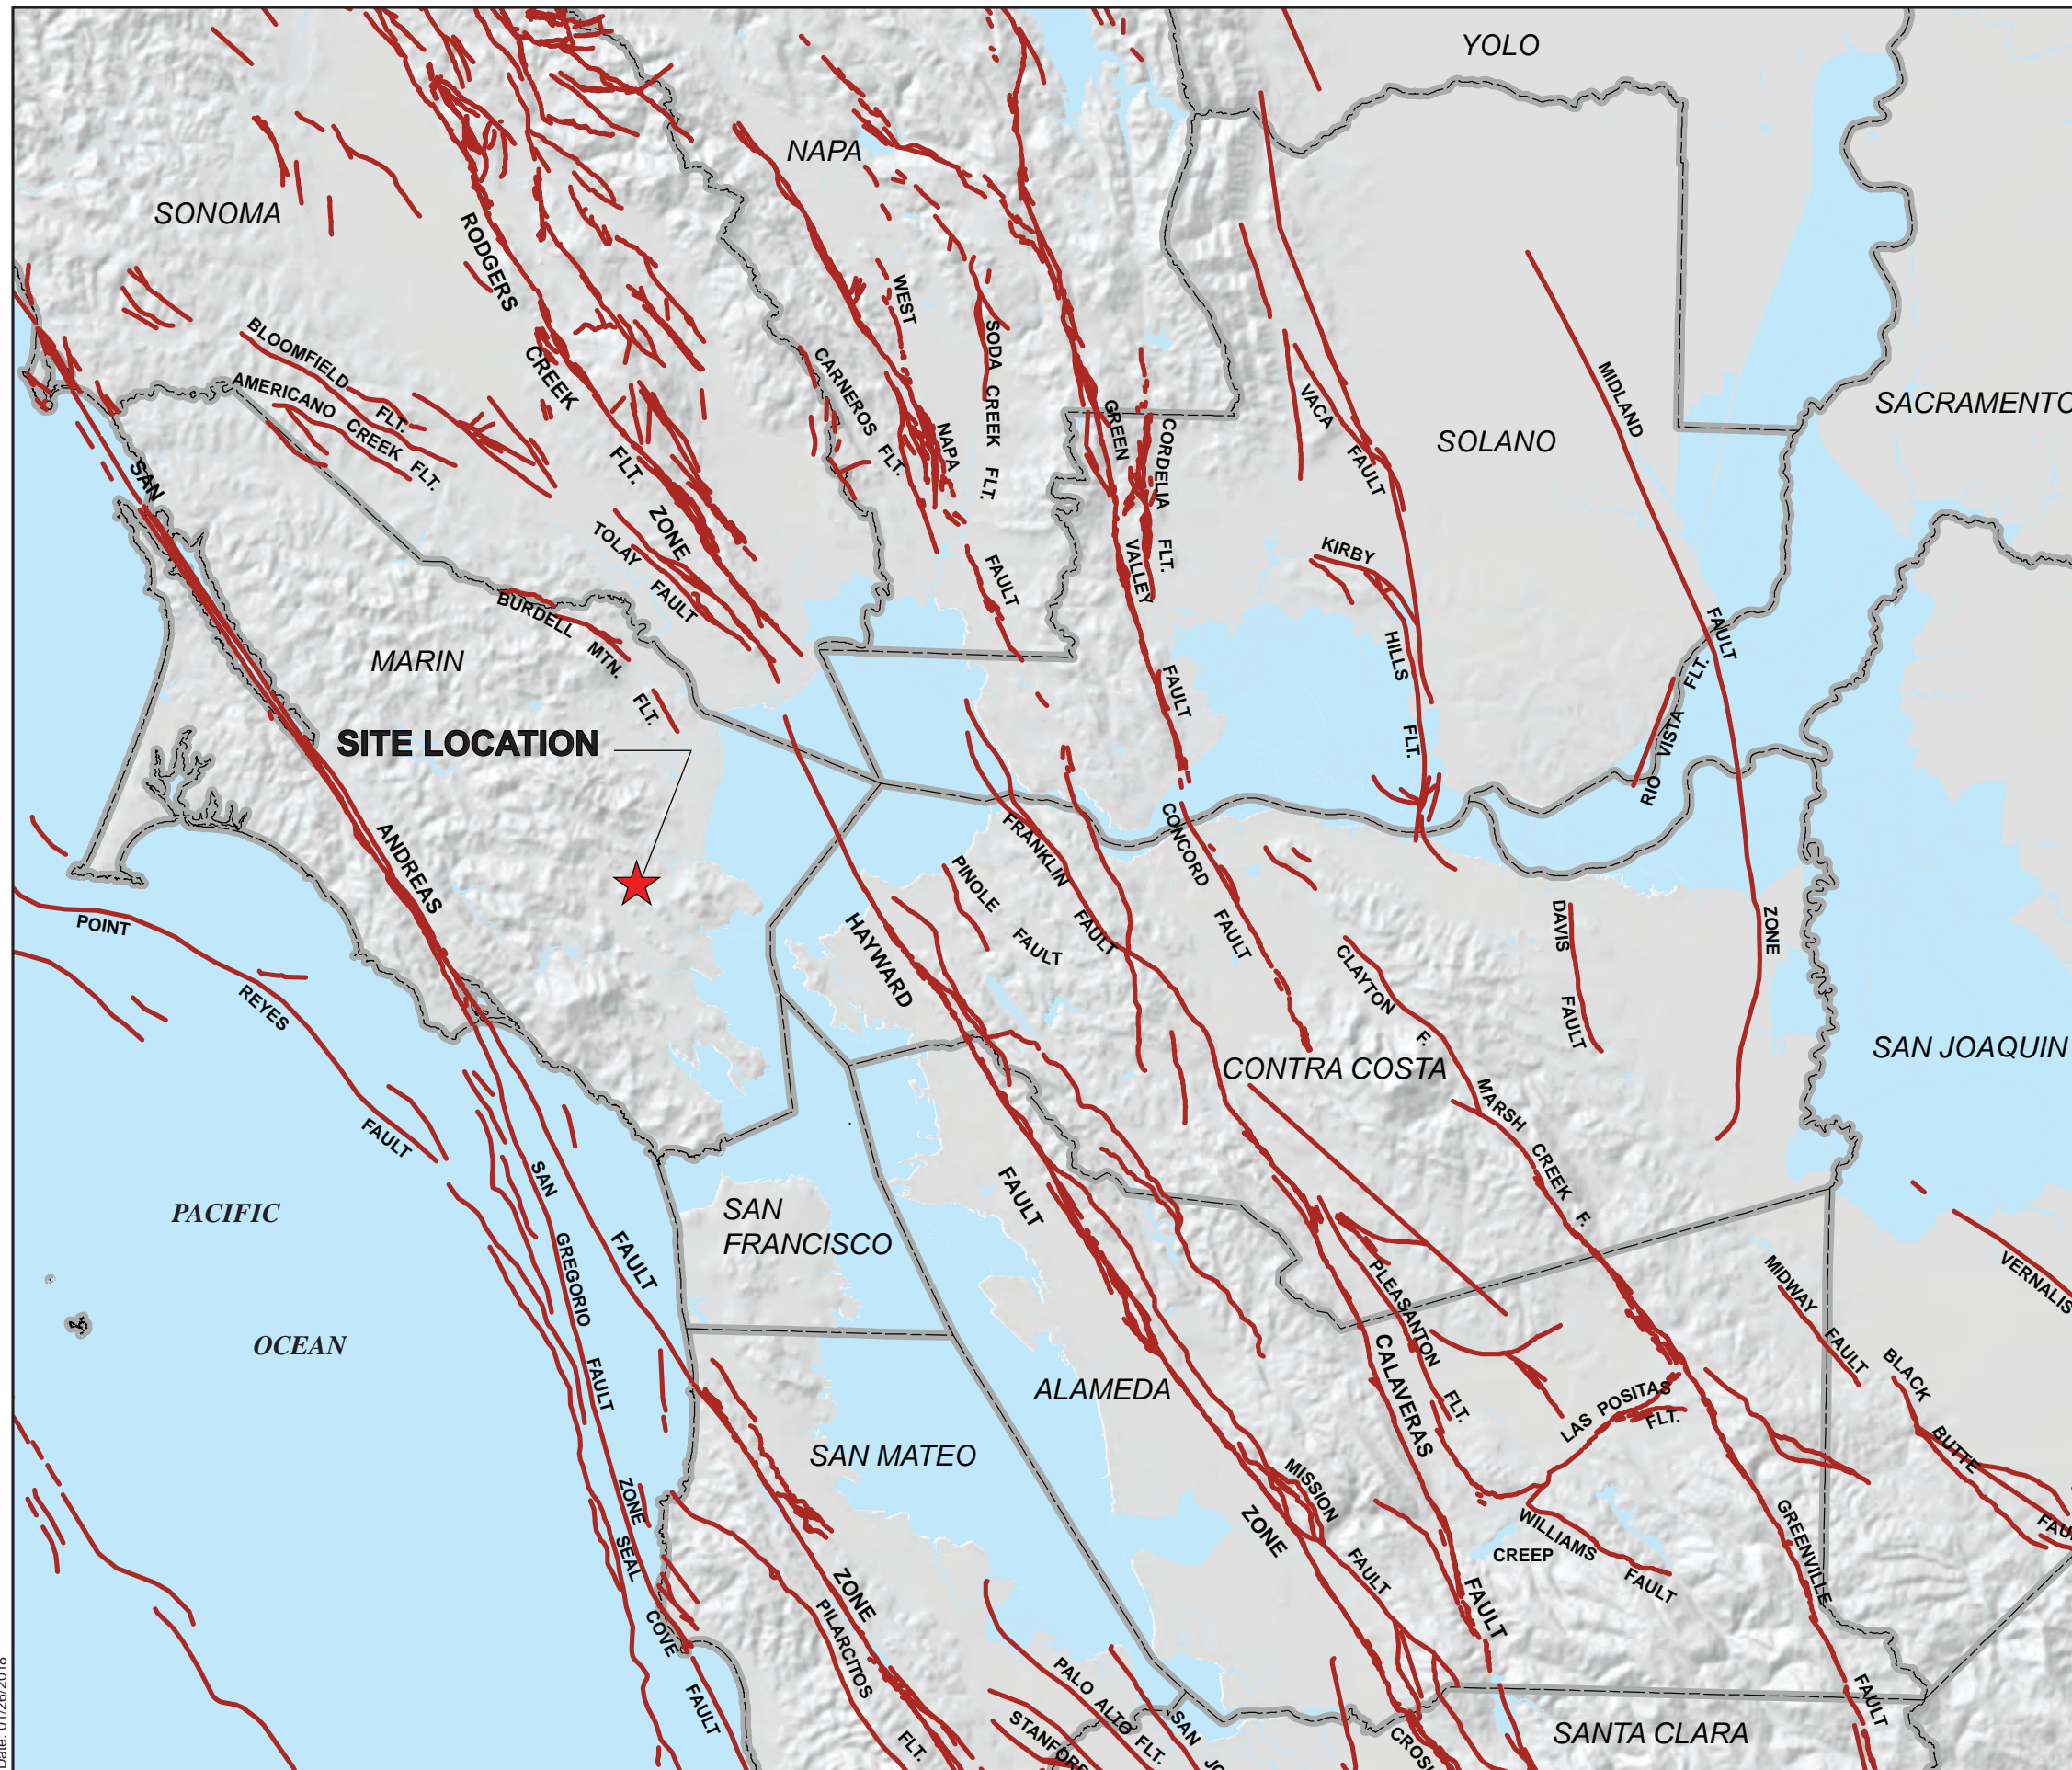 YOLO
NAPA
SONOMA
RODGERS
CREEK
FLT.
ZONE
WEST
NAPA
FAULT
SODA CREEK FLT.
CARNEROS FLT.
GREEN
VALLEY
FAULT
CORDELIA
FLT.
VACA
FAULT
SOLANO
MIDLAND
FAULT
ZONE
SACRAMENTO
BLOOMFIELD
FLT.
AMERICANO
CREEK FLT.
KIRBY
HILLS
FLT.
TOLAY
FAULT
BURDELL
MTN.
FLT.
MARIN
RIO VISTA FLT.
SITE LOCATION
SAN
ANDREAS
FAULT
ZONE
FRANKLIN
FAULT
PINOLE
FAULT
CONCORD
FAULT
CLAYTON
F.
MARSH
CREEK
F.
DAVIS
FAULT
POINT
REYES
FAULT
HAYWARD
FAULT
ZONE
CONTRA COSTA
SAN JOAQUIN
PACIFIC
OCEAN
SAN
FRANCISCO
SAN
GREGORIO
FAULT
ZONE
SEAL
COVE
FAULT
PLEASANTON
FLT.
CALAVERAS
FAULT
MIDWAY
FAULT
VERNALIS
BLACK
BUTTE
ALAMEDA
LAS POSITAS
FLT.
SAN MATEO
MISSION
FAULT
WILLIAMS
FAULT
CREEP
GREENVILLE
FAULT
PILARCITOS
FLT.
PALO ALTO FLT.
SAN
SANTA CLARA
Date: 01/26/2018